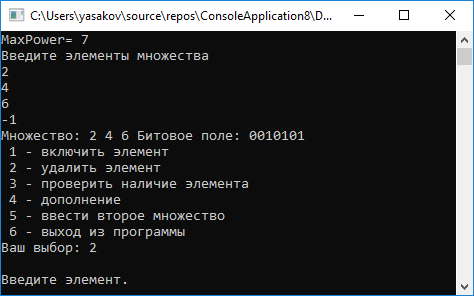 C:\Users\yasakov\source\repos\ConsoleApplication8\D...
MaxPower= 7
Введите элементы множества
2
4
6
-1
Множество: 2 4 6 Битовое поле: 0010101
1 - включить элемент
2 - удалить элемент
3 - проверить наличие элемента
4 - дополнение
5 - ввести второе множество
6 - выход из программы
Ваш выбор: 2
Введите элемент.